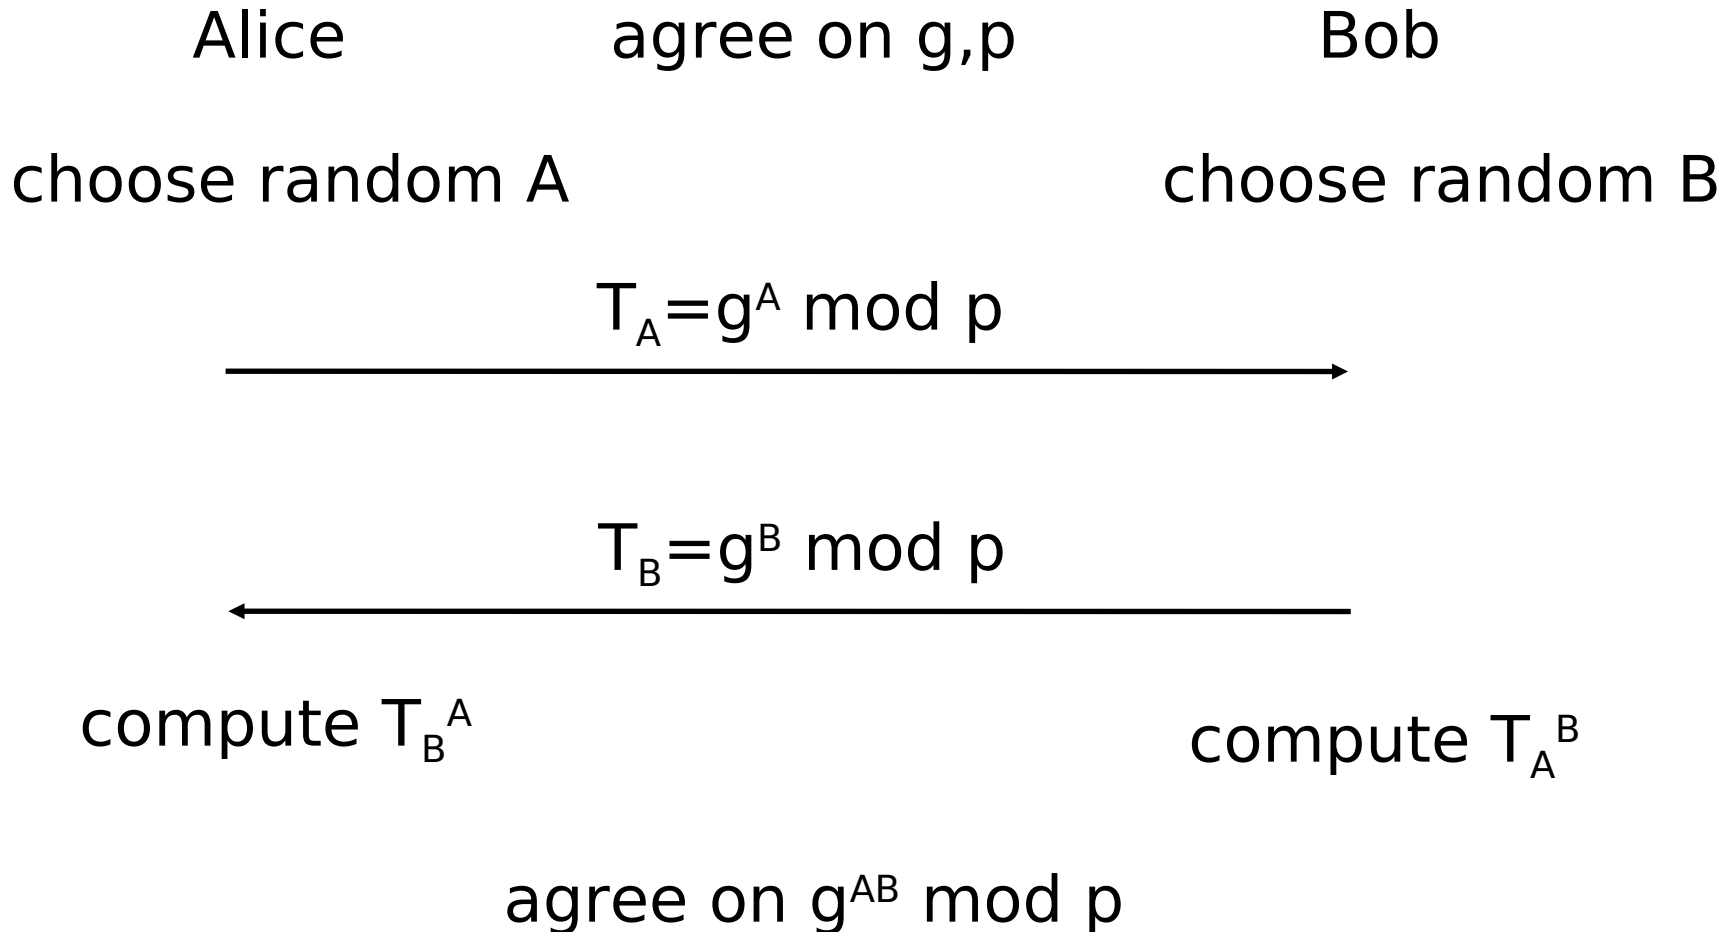 Alice agree on g,p Bob
choose random A choose random B
T_A=g^A mod p
T_B=g^B mod p
compute T_B^A compute T_A^B
agree on g^AB mod p